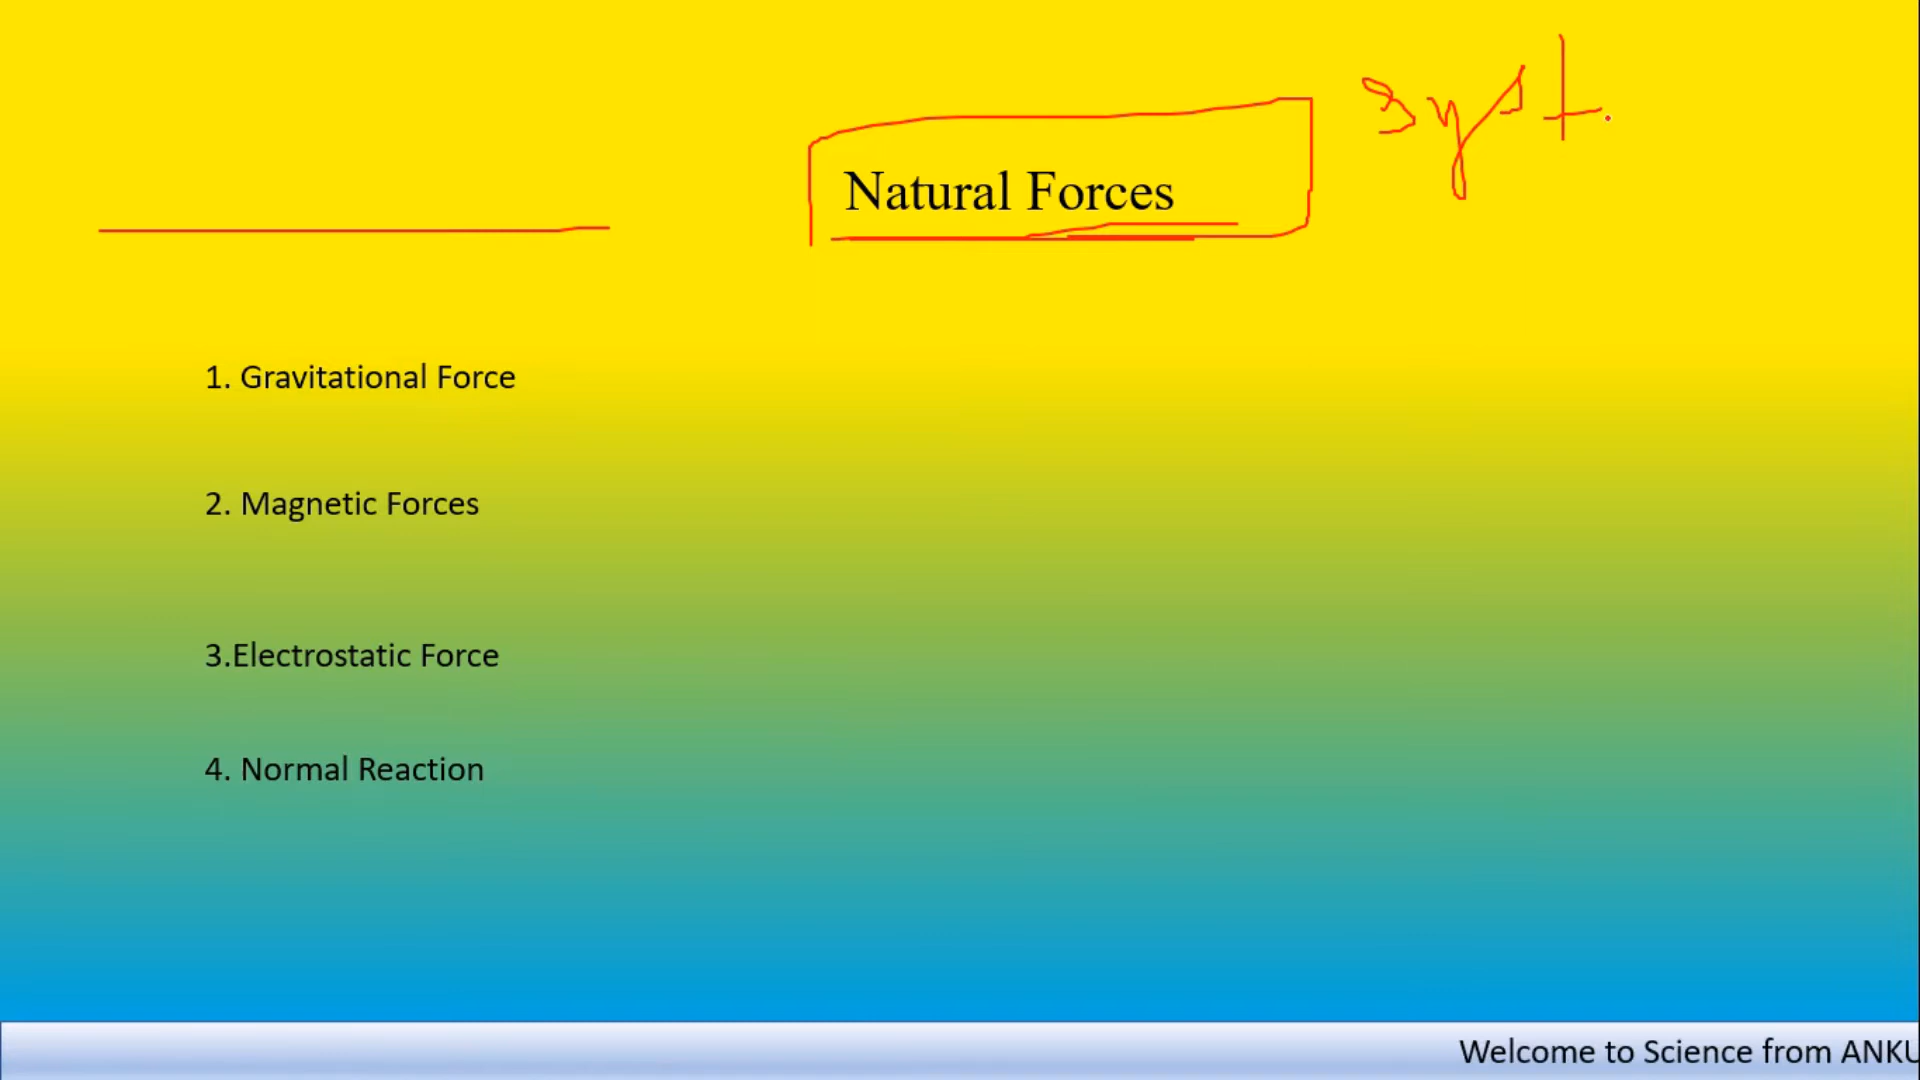 syst.
Natural Forces
1. Gravitational Force
2. Magnetic Forces
3.Electrostatic Force
4. Normal Reaction
Welcome to Science from ANKU